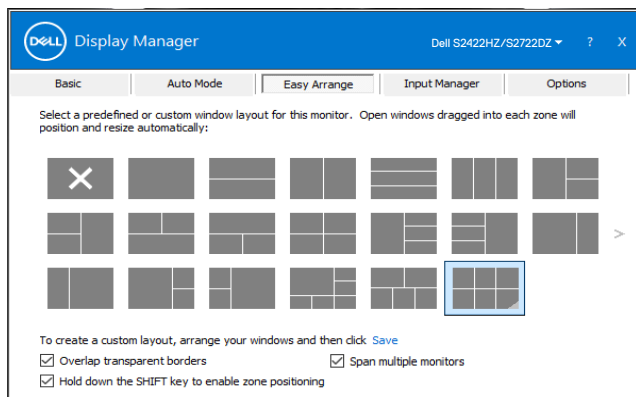 DELL Display Manager Dell S2422HZ/S2722DZ ? X
Basic Auto Mode Easy Arrange Input Manager Options
Select a predefined or custom window layout for this monitor. Open windows dragged into each zone will
position and resize automatically:
>
To create a custom layout, arrange your windows and then click Save
Overlap transparent borders Span multiple monitors
Hold down the SHIFT key to enable zone positioning